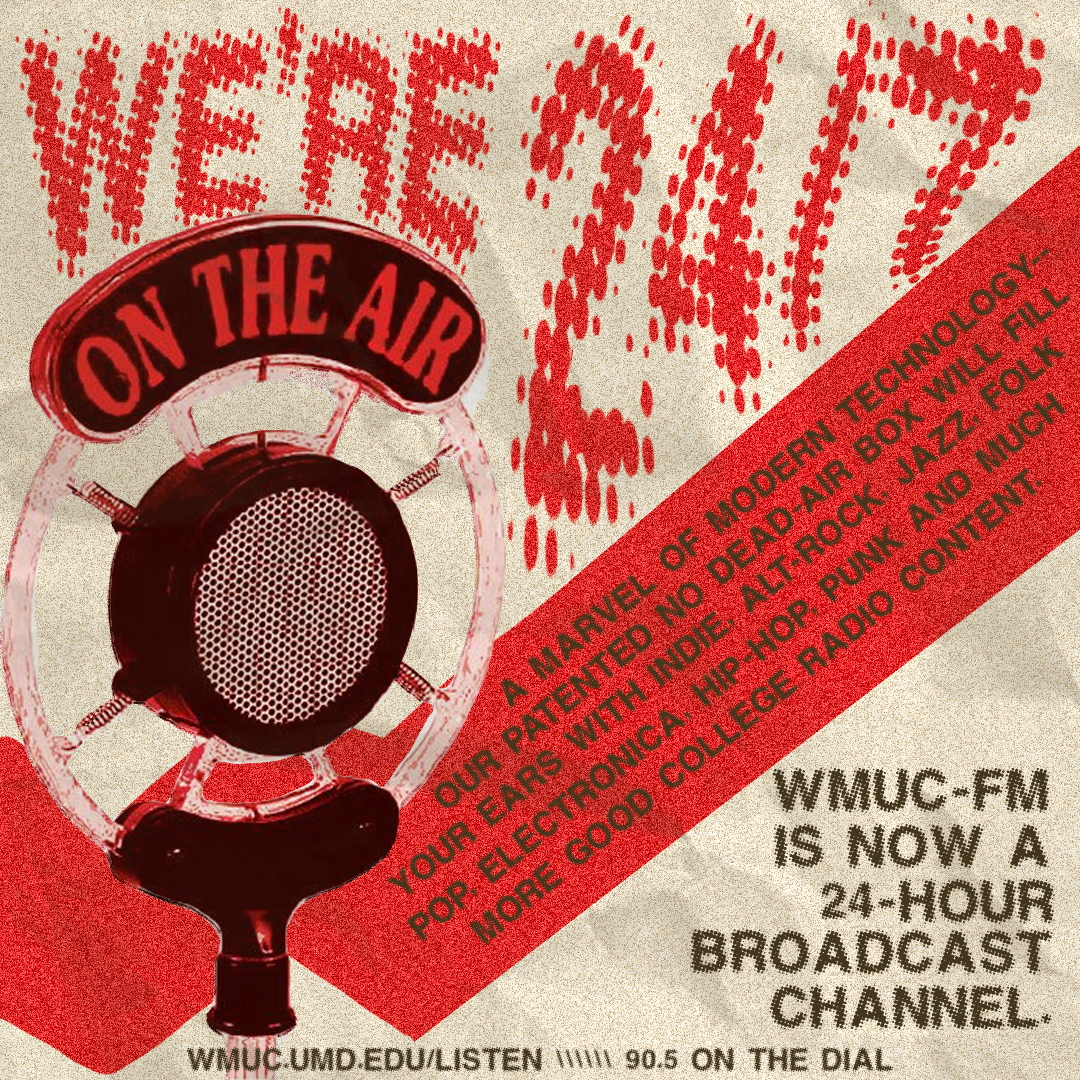 WE'RE 24/7
ON THE AIR
A MARVEL OF MODERN TECHNOLOGY--
OUR PATENTED NO DEAD-AIR BOX WILL FILL
YOUR EARS WITH INDIE, ALT-ROCK, JAZZ, FOLK
POP, ELECTRONICA, HIP-HOP, PUNK AND MUCH
MORE GOOD COLLEGE RADIO CONTENT.
WMUC-FM
IS NOW A
24-HOUR
BROADCAST
CHANNEL.
WMUC.UMD.EDU/LISTEN \\\\\\ 90.5 ON THE DIAL